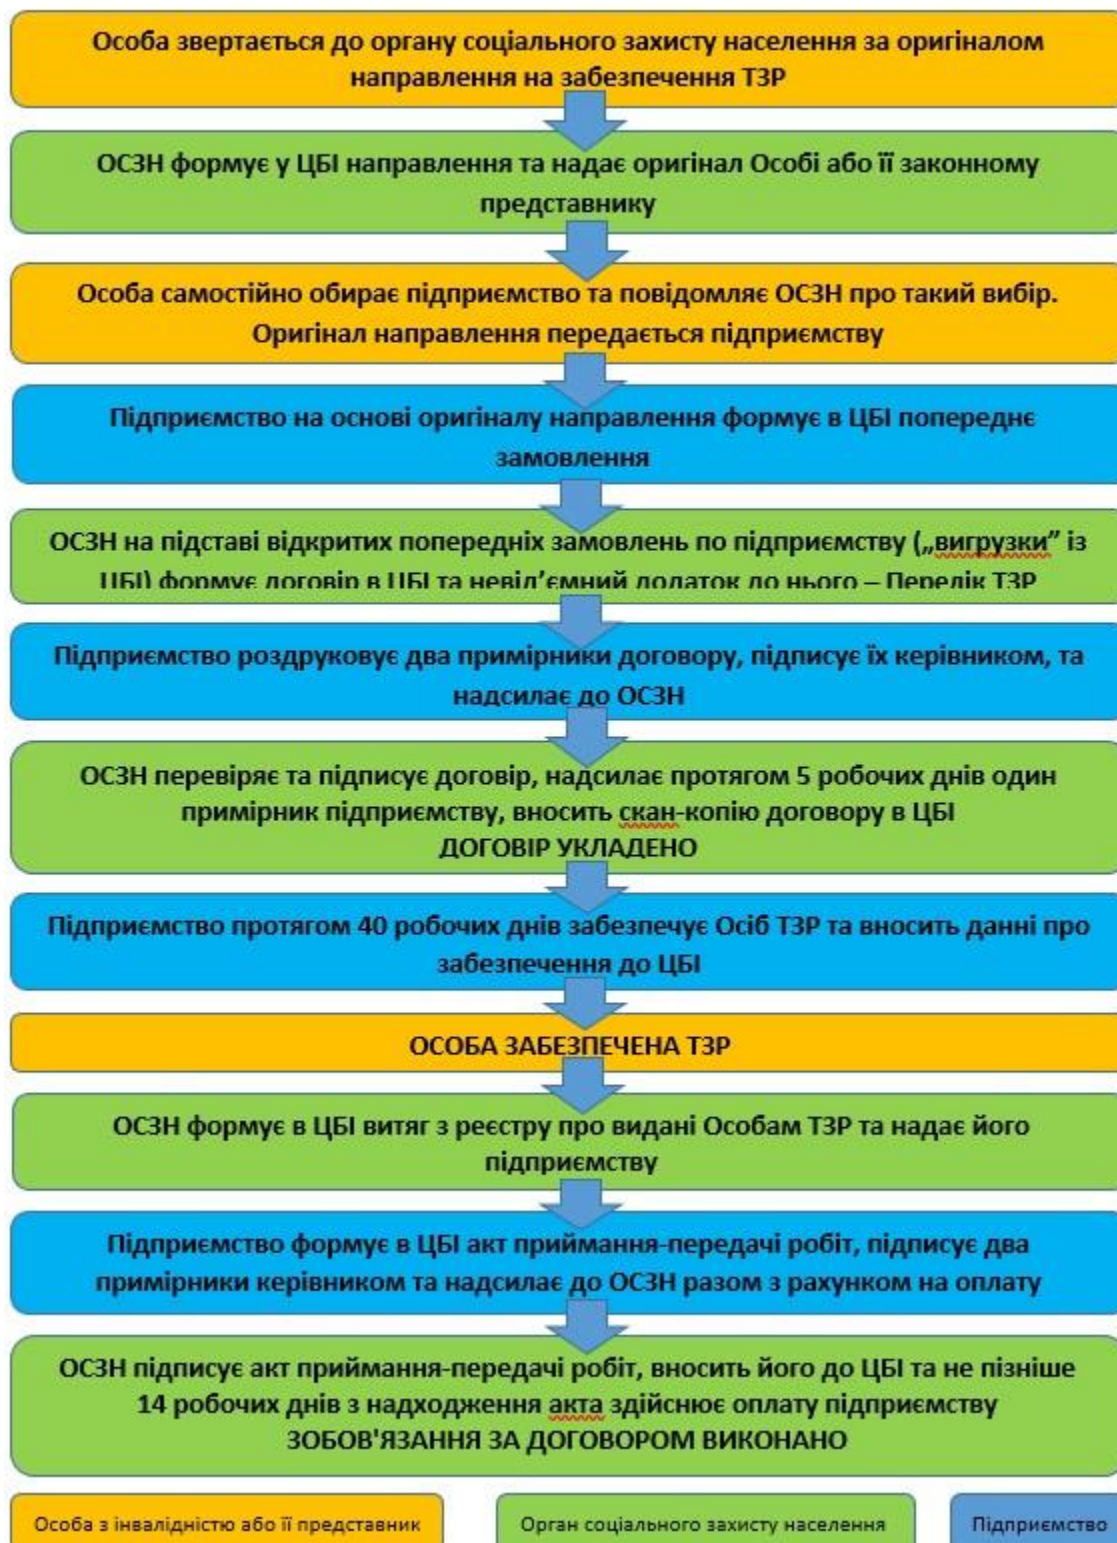 Особа звертається до органу соціального захисту населення за оригіналом
направлення на забезпечення ТЗР
ОСЗН формує у ЦБІ направлення та надає оригінал Особі або її законному
представнику
Особа самостійно обирає підприємство та повідомляє ОСЗН про такий вибір.
Оригінал направлення передається підприємству
Підприємство на основі оригіналу направлення формує в ЦБІ попереднє
замовлення
ОСЗН на підставі відкритих попередніх замовлень по підприємству („вигрузки” із
ЦБІ) формує договір в ЦБІ та невід’ємний додаток до нього – Перелік ТЗР
Підприємство роздруковує два примірники договору, підписує їх керівником, та
надсилає до ОСЗН
ОСЗН перевіряє та підписує договір, надсилає протягом 5 робочих днів один
примірник підприємству, вносить скан-копію договору в ЦБІ
ДОГОВІР УКЛАДЕНО
Підприємство протягом 40 робочих днів забезпечує Осіб ТЗР та вносить данні про
забезпечення до ЦБІ
ОСОБА ЗАБЕЗПЕЧЕНА ТЗР
ОСЗН формує в ЦБІ витяг з реєстру про видані Особам ТЗР та надає його
підприємству
Підприємство формує в ЦБІ акт приймання-передачі робіт, підписує два
примірники керівником та надсилає до ОСЗН разом з рахунком на оплату
ОСЗН підписує акт приймання-передачі робіт, вносить його до ЦБІ та не пізніше
14 робочих днів з надходження акта здійснює оплату підприємству
ЗОБОВ'ЯЗАННЯ ЗА ДОГОВОРОМ ВИКОНАНО
Особа з інвалідністю або її представник
Орган соціального захисту населення
Підприємство